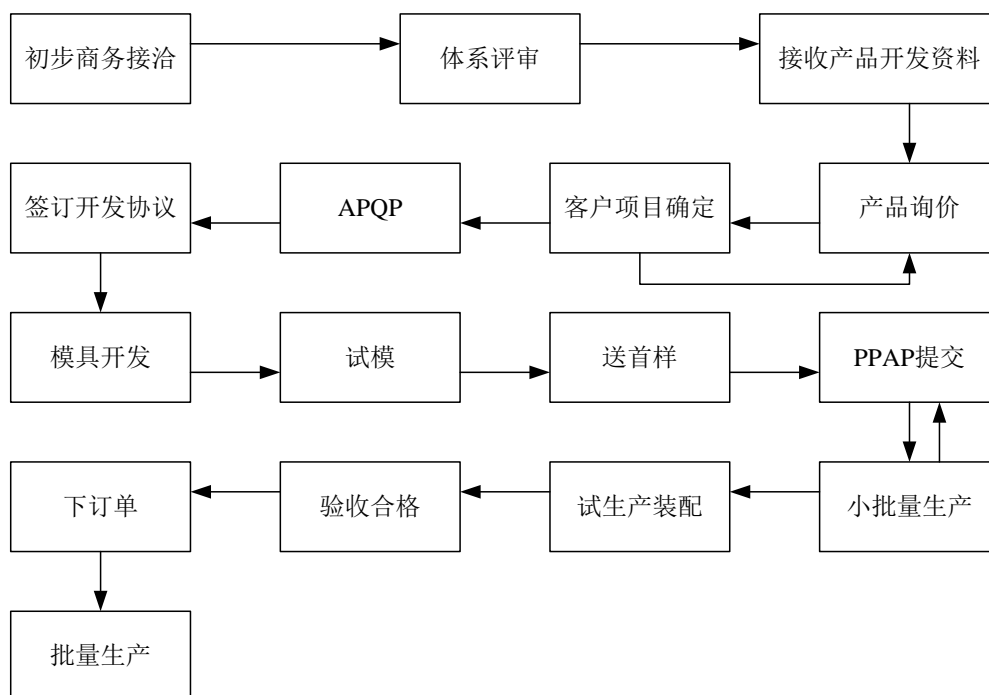 初步商务接洽
体系评审
接收产品开发资料
签订开发协议
APQP
客户项目确定
产品询价
模具开发
试模
送首样
PPAP提交
下订单
验收合格
试生产装配
小批量生产
批量生产